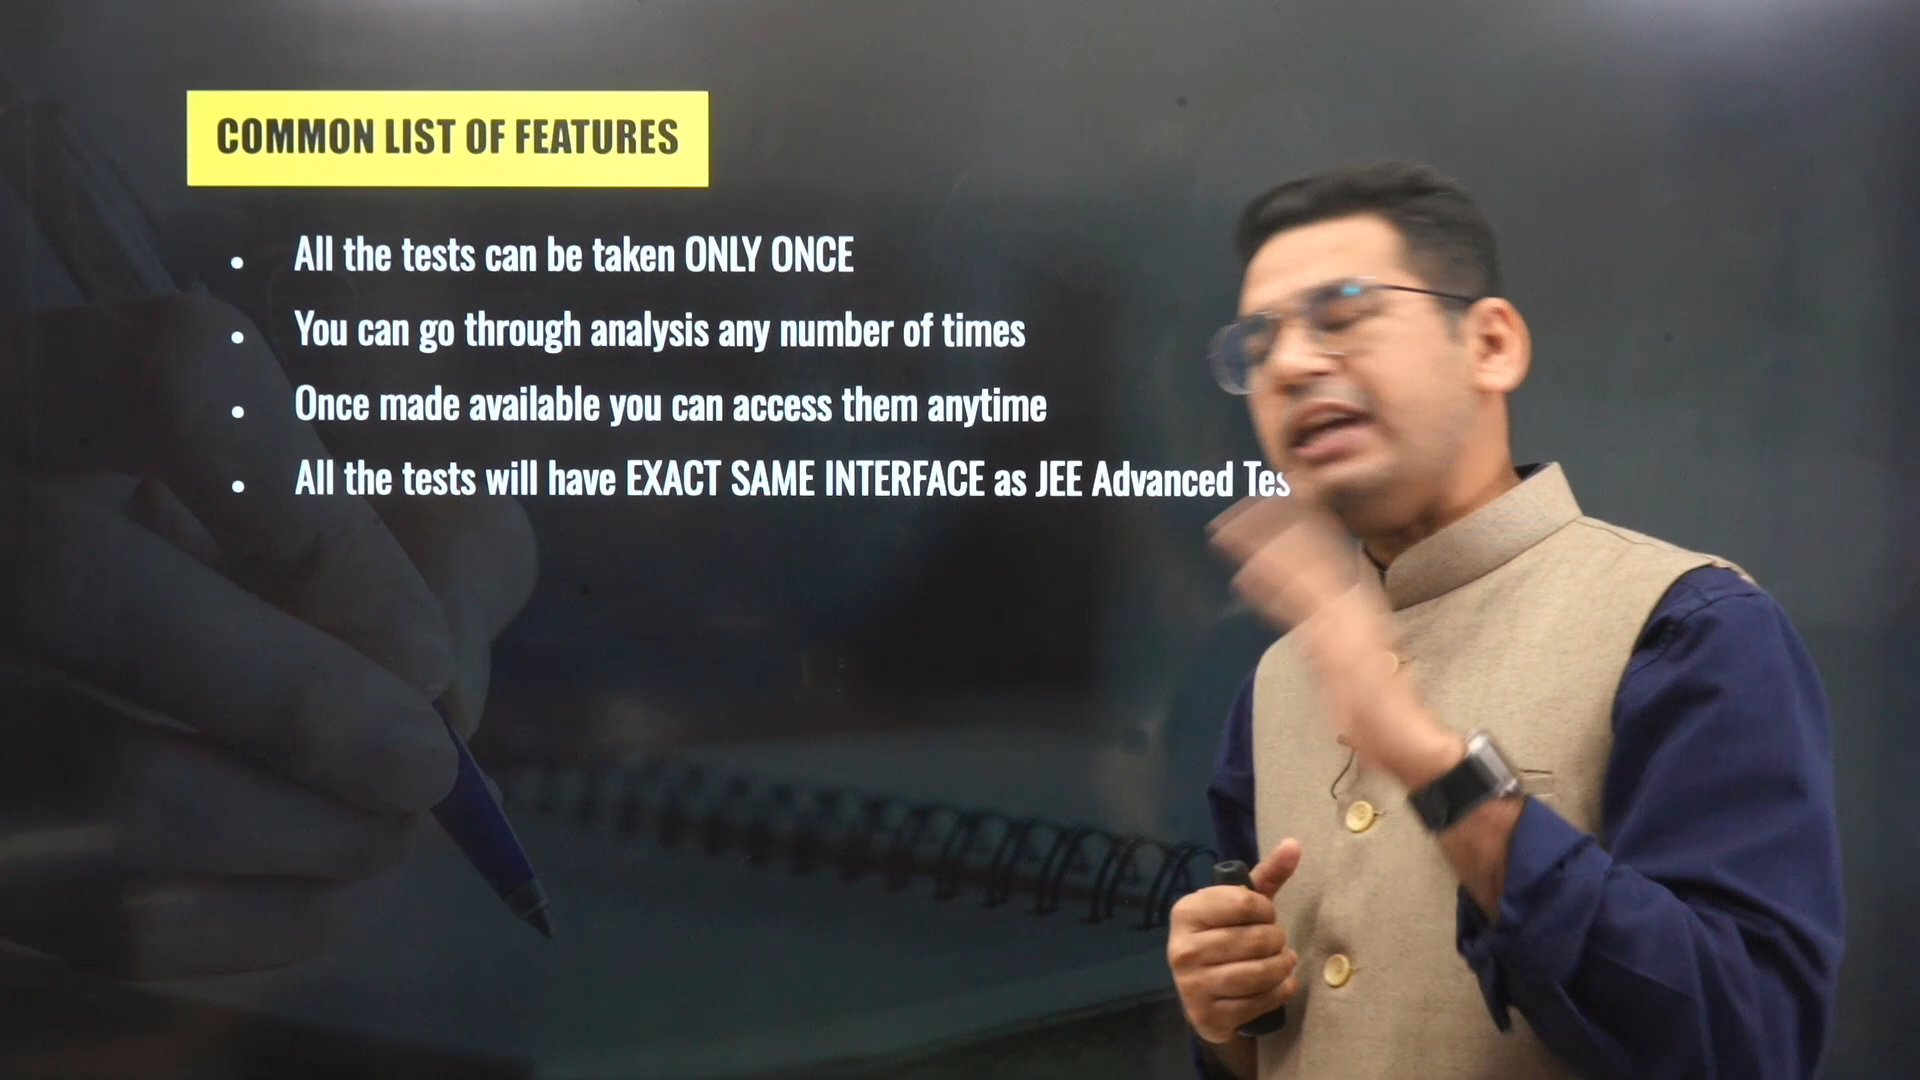 COMMON LIST OF FEATURES
All the tests can be taken ONLY ONCE
You can go through analysis any number of times
Once made available you can access them anytime
All the tests will have EXACT SAME INTERFACE as JEE Advanced